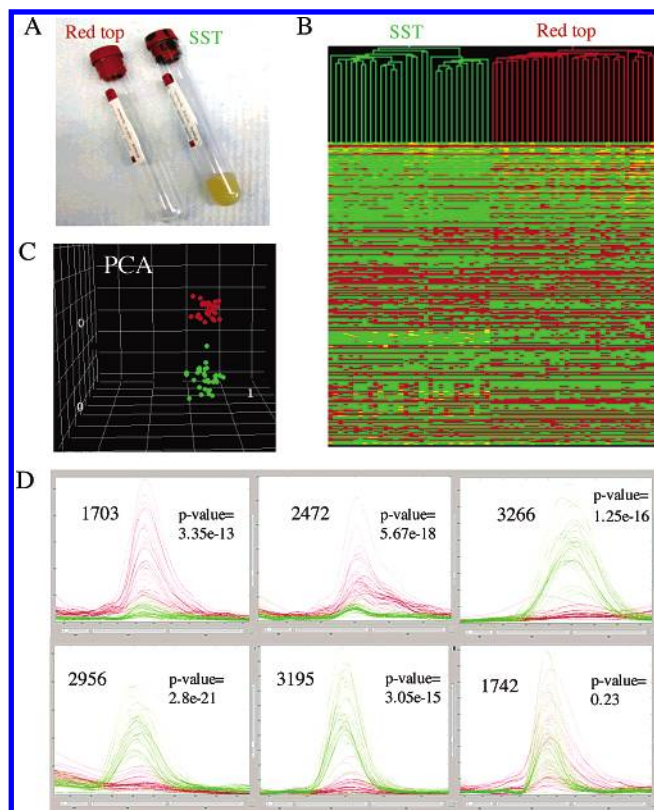 A
Red top
SST
B
SST
Red top
C
PCA
0
0
1
D
1703
p-value=
3.35e-13
2472
p-value=
5.67e-18
3266
p-value=
1.25e-16
2956
p-value=
2.8e-21
3195
p-value=
3.05e-15
1742
p-value=
0.23